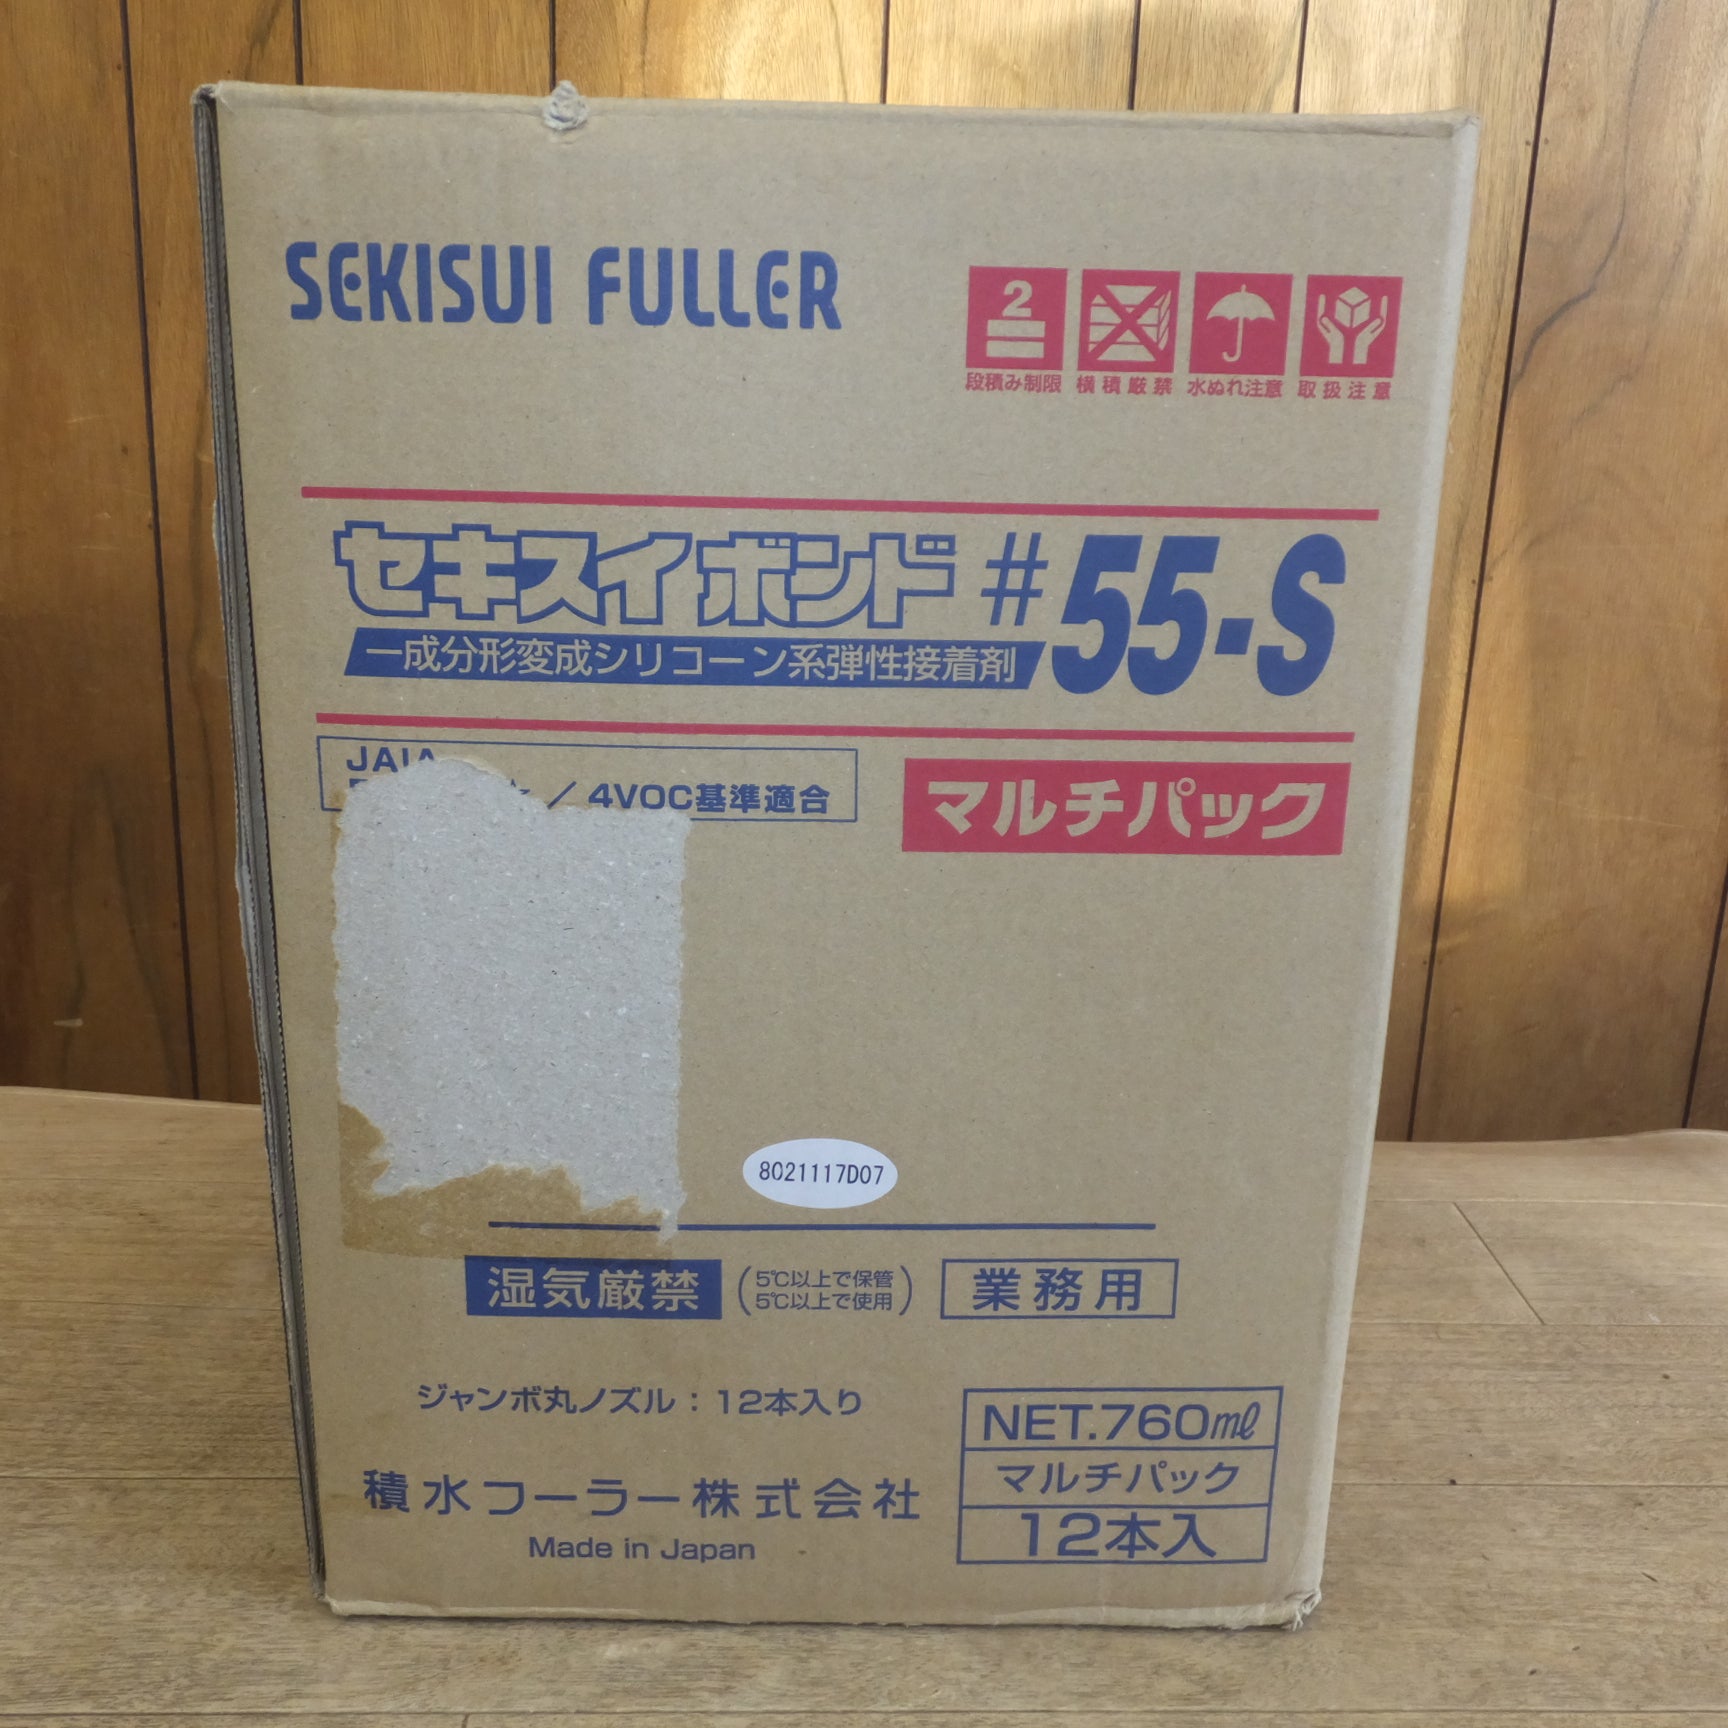 SEKISUI FULLER
2
段積み制限 横積厳禁 水ぬれ注意 取扱注意
セキスイボンド #55-S
一成分形変成シリコーン系弾性接着剤
JAIA
☆ / 4VOC基準適合
マルチパック
8021117D07
湿気厳禁 (5℃以上で保管
5℃以上で使用) 業務用
ジャンボ丸ノズル：12本入り
NET.760mℓ
マルチパック
12本入
積水フーラー株式会社
Made in Japan